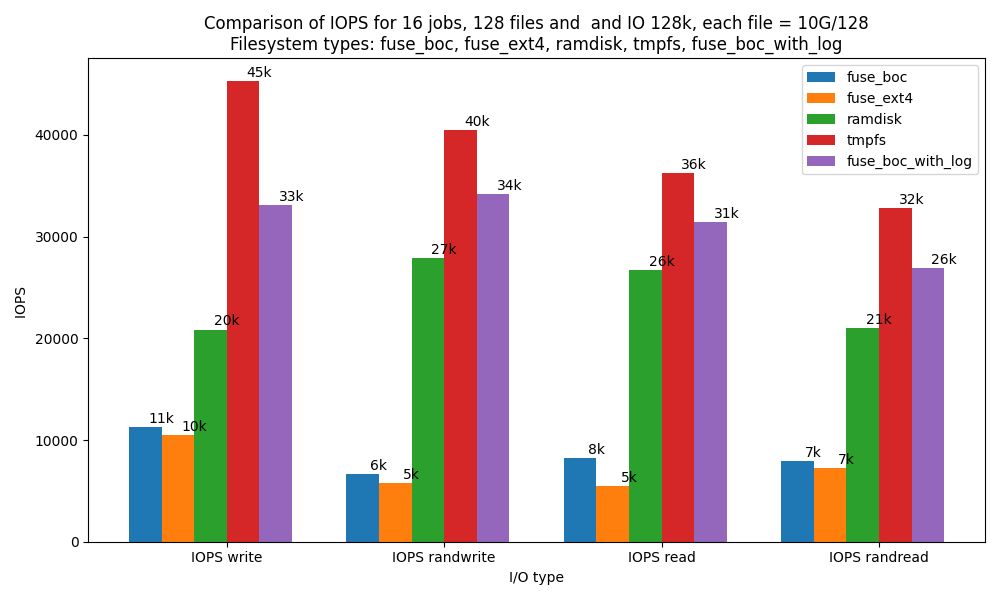 Comparison of IOPS for 16 jobs, 128 files and  and IO 128k, each file = 10G/128
Filesystem types: fuse_boc, fuse_ext4, ramdisk, tmpfs, fuse_boc_with_log
fuse_boc
fuse_ext4
ramdisk
tmpfs
fuse_boc_with_log
IOPS
40000
30000
20000
10000
0
11k
10k
20k
45k
33k
6k
5k
27k
40k
34k
8k
5k
26k
36k
31k
7k
7k
21k
32k
26k
IOPS write
IOPS randwrite
IOPS read
IOPS randread
I/O type